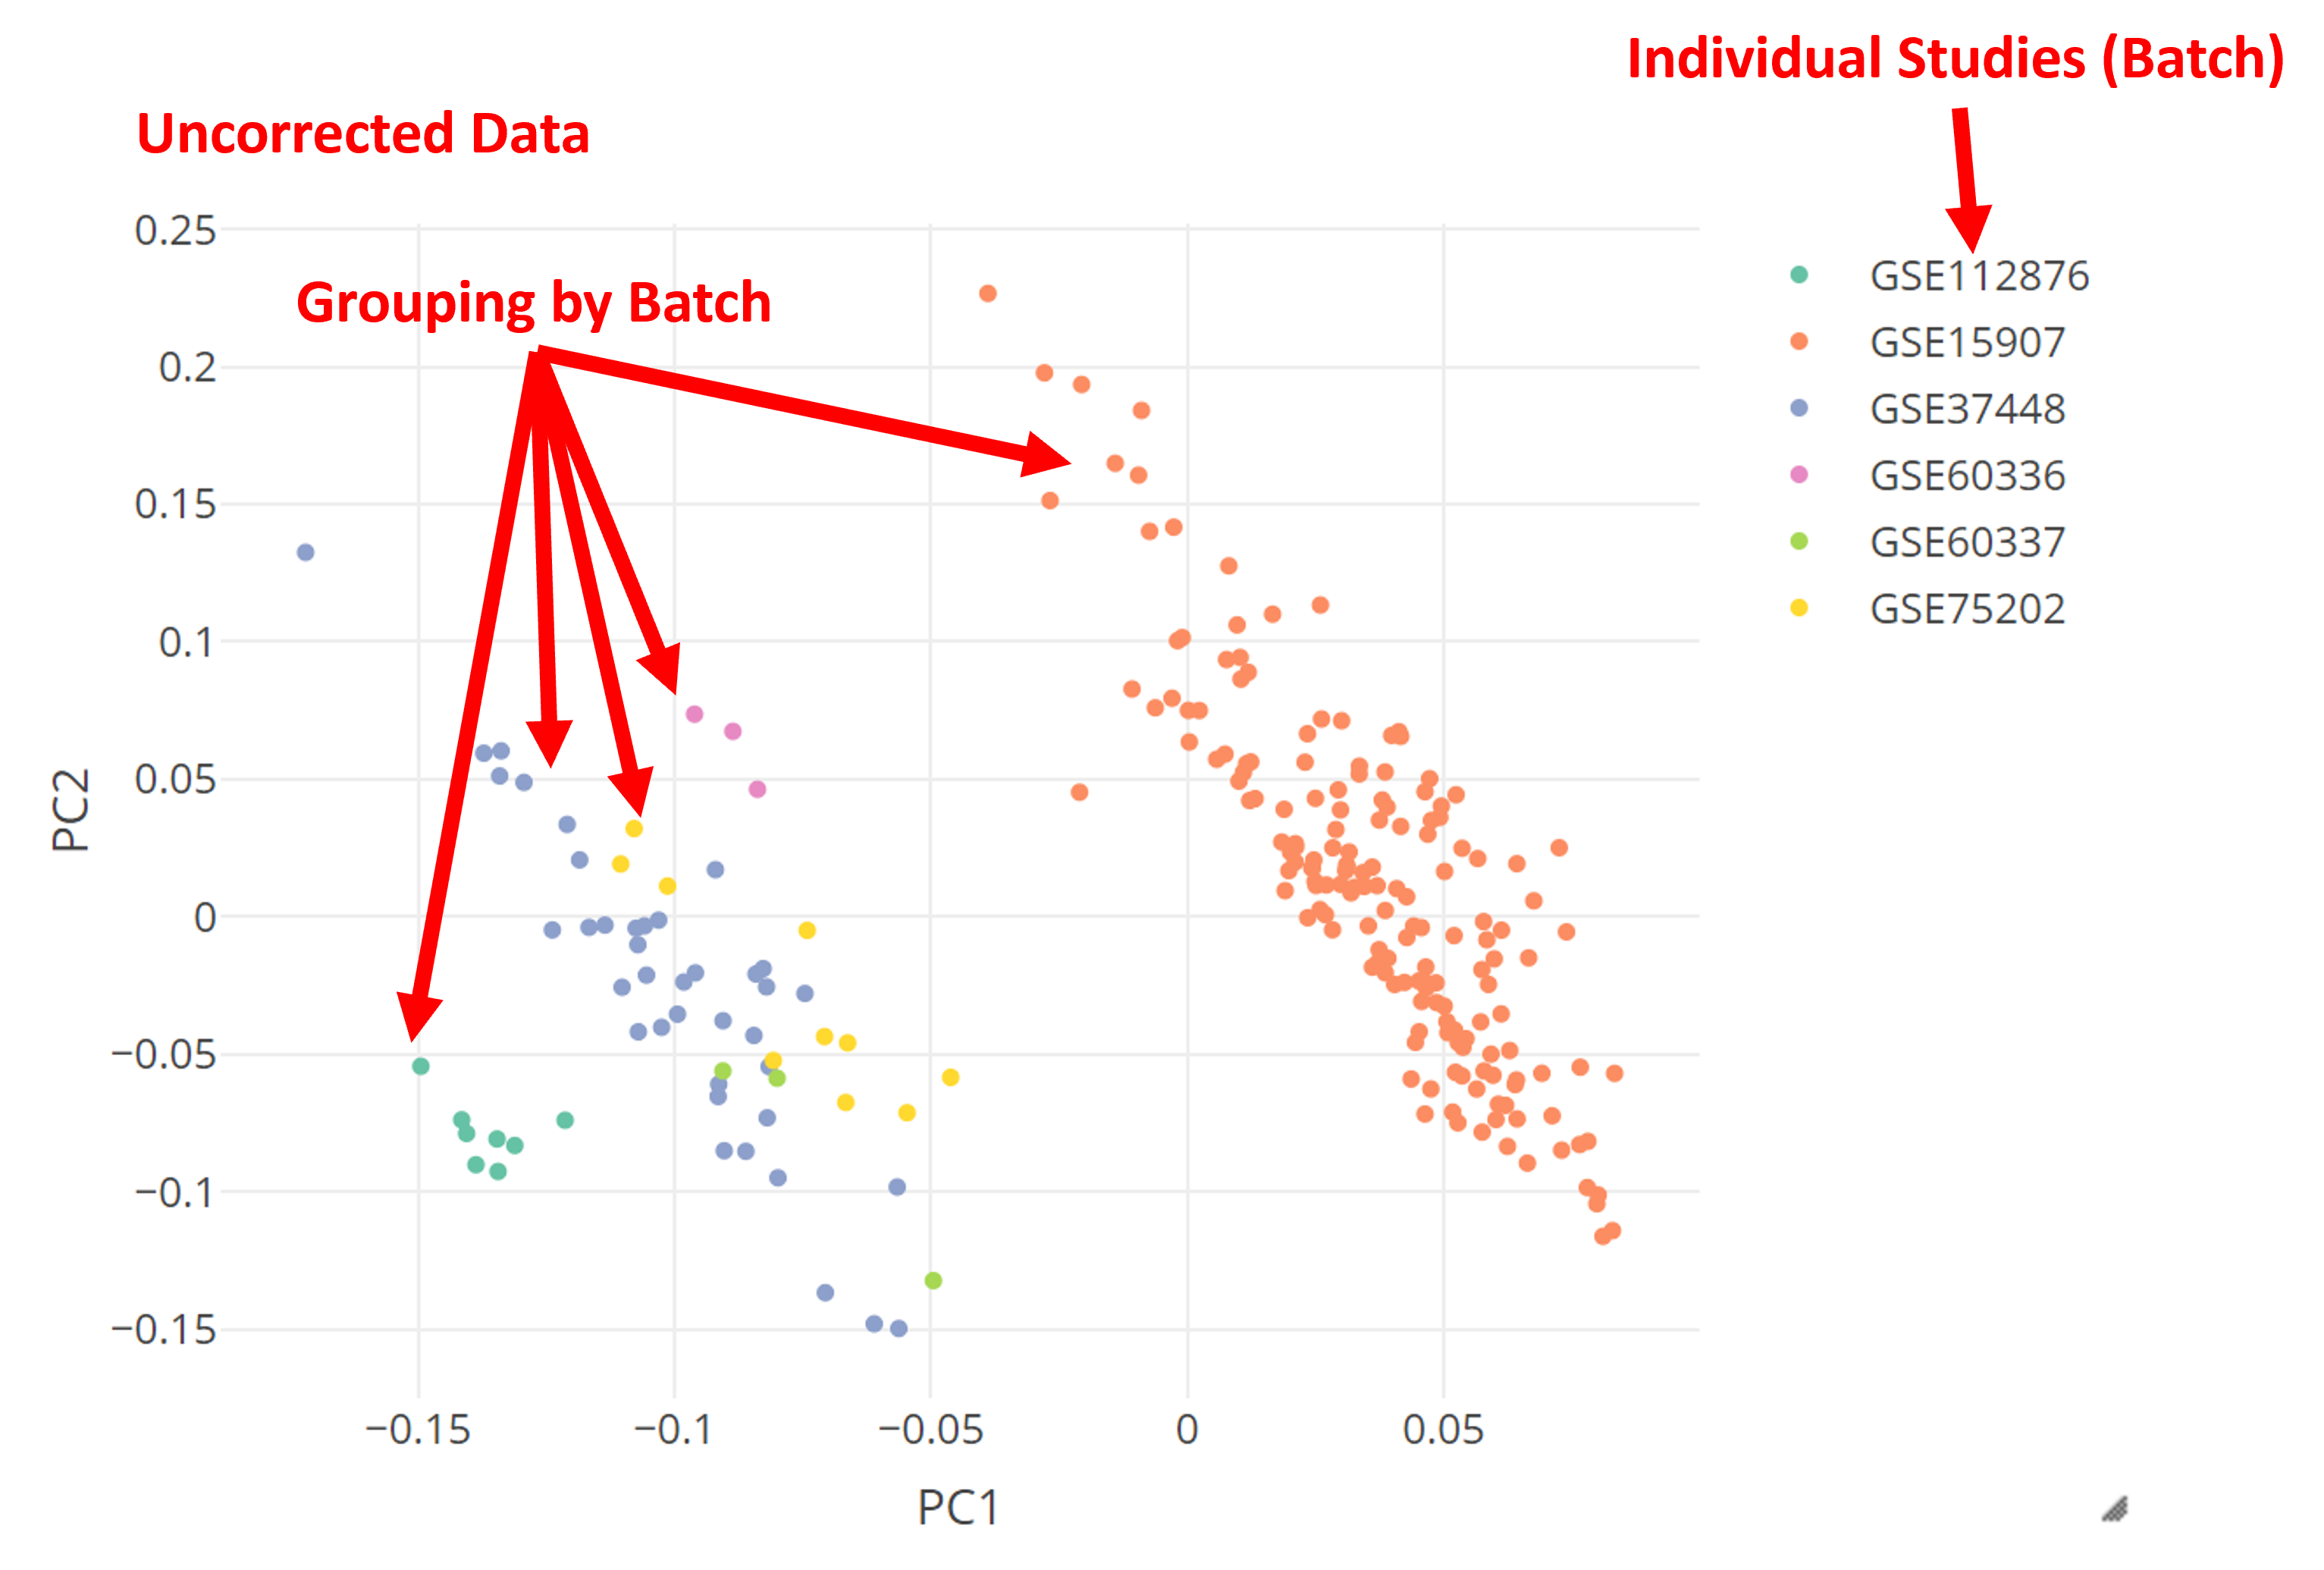 Individual Studies (Batch)
Uncorrected Data
Grouping by Batch
GSE112876
GSE15907
GSE37448
GSE60336
GSE60337
GSE75202
0.25
0.2
0.15
0.1
0.05
0
−0.05
−0.1
−0.15
PC2
−0.15 −0.1 −0.05 0 0.05
PC1